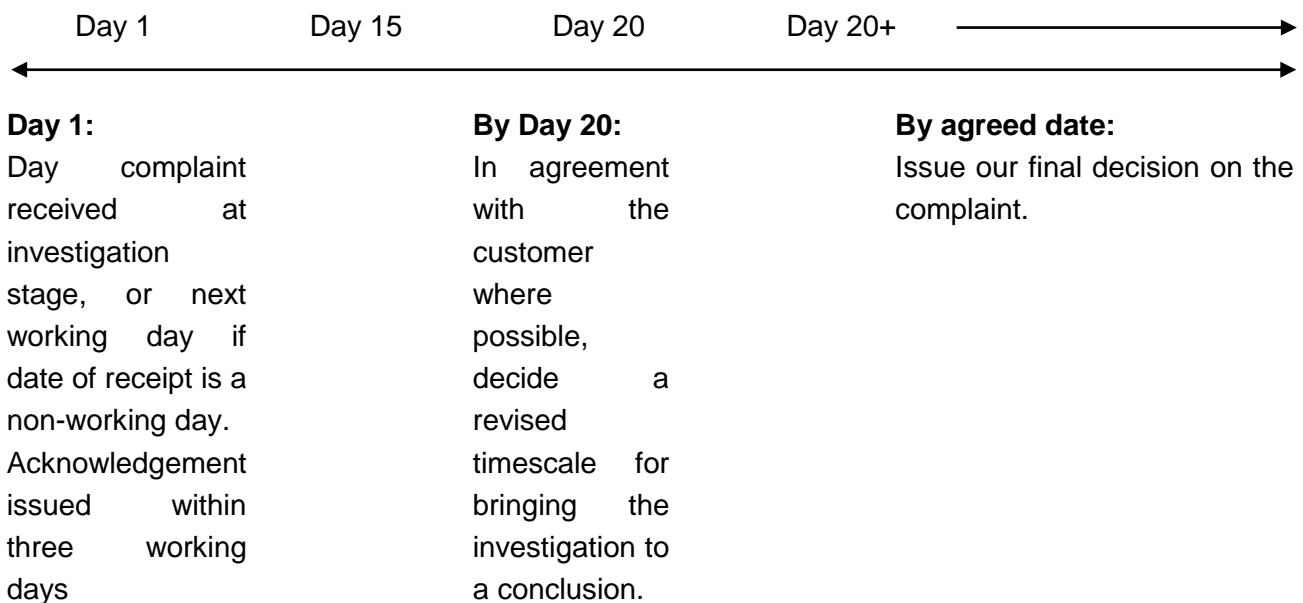 Day 1 Day 15 Day 20 Day 20+
Day 1:
Day complaint
received at
investigation
stage, or next
working day if
date of receipt is a
non-working day.
Acknowledgement
issued within
three working
days
By Day 20:
In agreement
with the
customer
where
possible,
decide a
revised
timescale for
bringing the
investigation to
a conclusion.
By agreed date:
Issue our final decision on the
complaint.